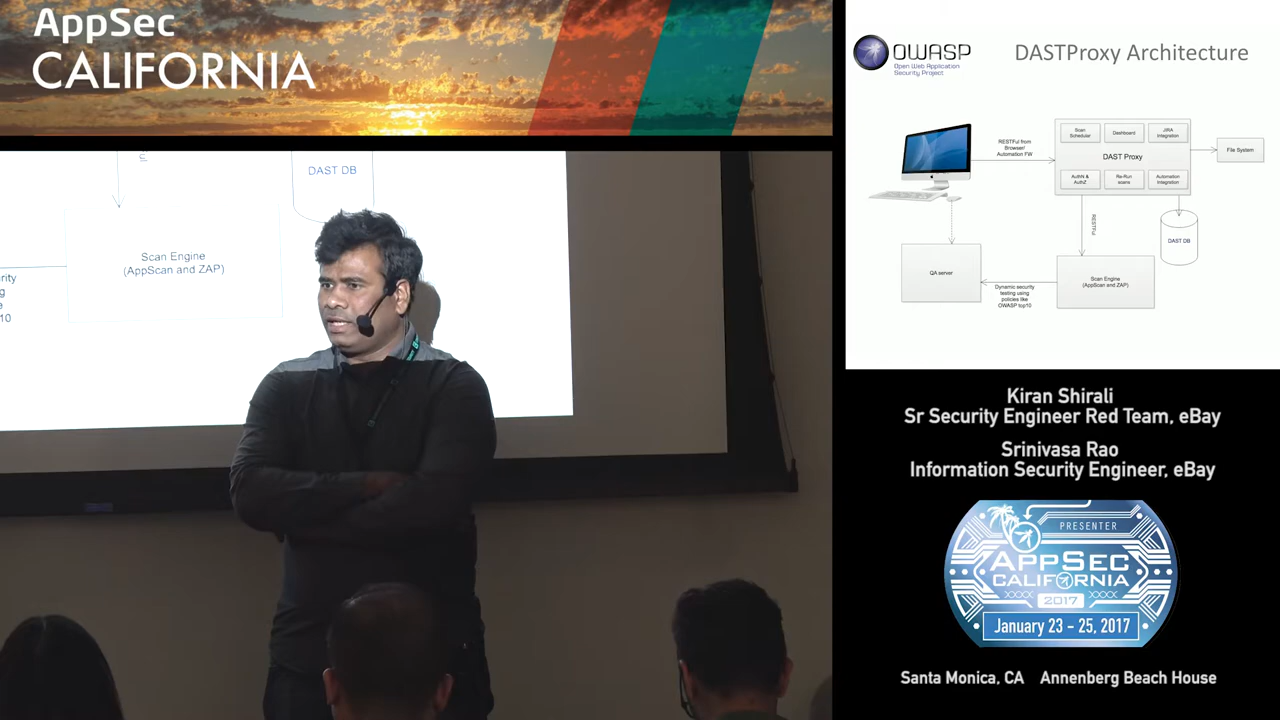 AppSec
CALIFORNIA
DAST DB
Scan Engine
(AppScan and ZAP)
10
OWASP
Open Web Application
Security Project
DASTProxy Architecture
RESTFul from
Browser/
Automation FW
Scan
Schedular
Dashboard
JIRA
Integration
DAST Proxy
AuthN &
AuthZ
Re-Run
scans
Automation
Integration
File System
RESTFul
DAST DB
QA server
Dynamic security
testing using
policies like
OWASP top10
Scan Engine
(AppScan and ZAP)
Kiran Shirali
Sr Security Engineer Red Team, eBay
Srinivasa Rao
Information Security Engineer, eBay
PRESENTER
APPSEC
CALIFORNIA
2017
January 23 - 25, 2017
Santa Monica, CA Annenberg Beach House